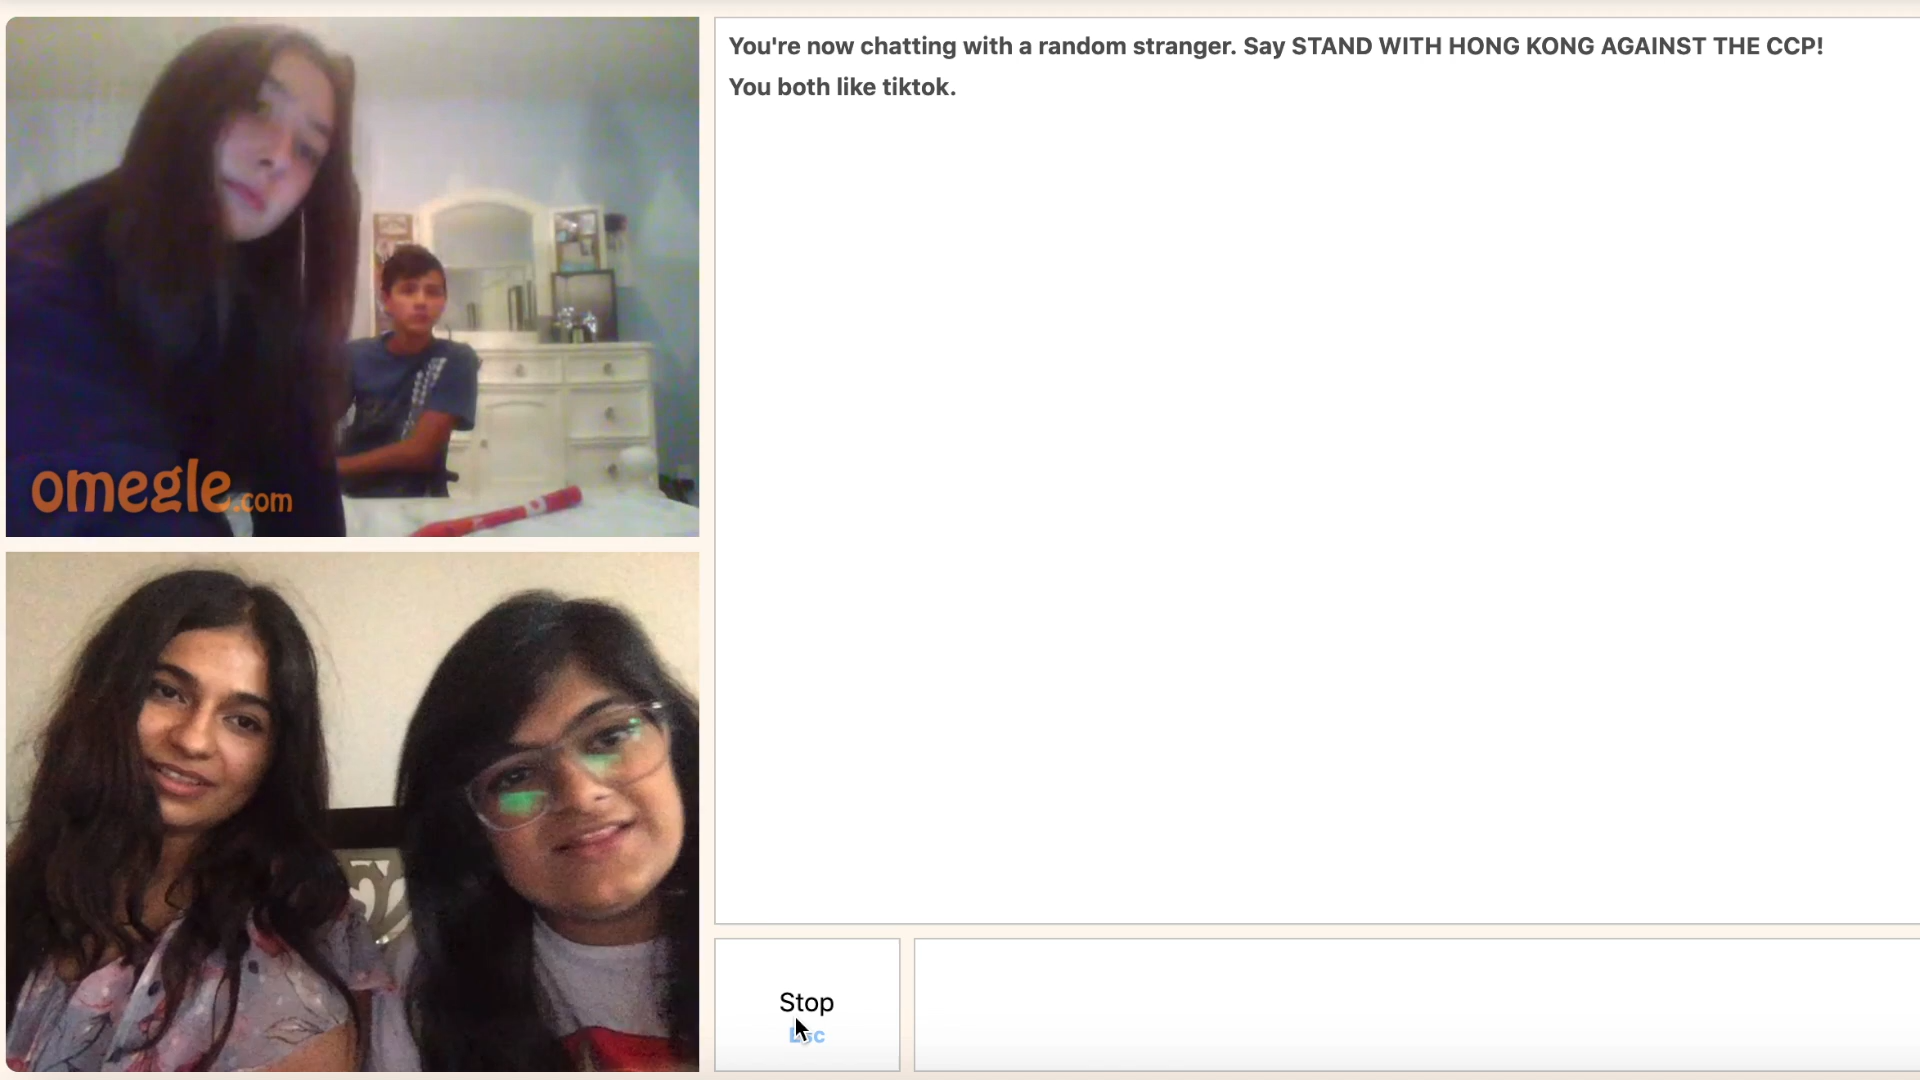 You're now chatting with a random stranger. Say STAND WITH HONG KONG AGAINST THE CCP!
You both like tiktok.
omegle.com
Stop
Esc